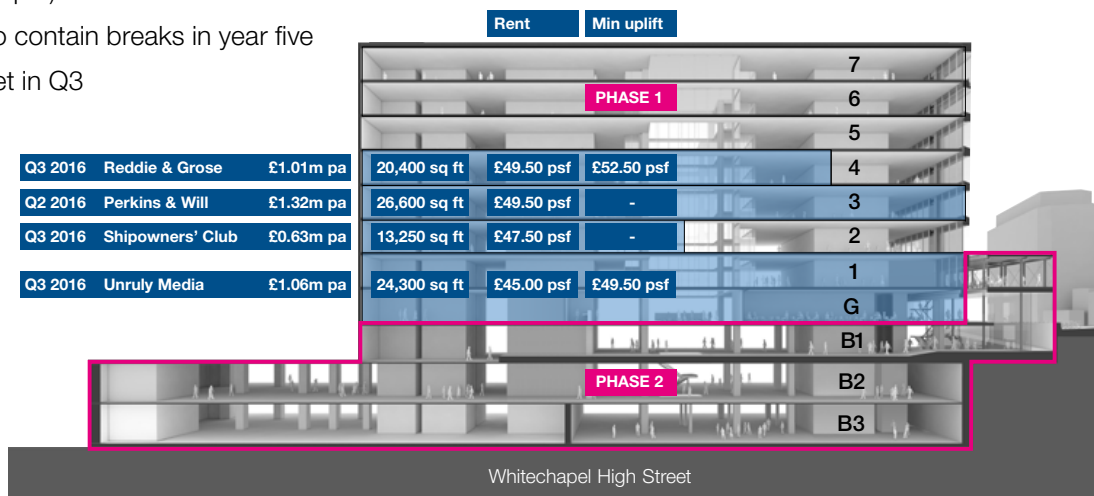 Rent Min uplift
contain breaks in year five
et in Q3
7
PHASE 1 6
5
Q3 2016 Reddie & Grose £1.01m pa 20,400 sq ft £49.50 psf £52.50 psf 4
Q2 2016 Perkins & Will £1.32m pa 26,600 sq ft £49.50 psf - 3
Q3 2016 Shipowners’ Club £0.63m pa 13,250 sq ft £47.50 psf - 2
1
Q3 2016 Unruly Media £1.06m pa 24,300 sq ft £45.00 psf £49.50 psf
G
B1
PHASE 2 B2
B3
Whitechapel High Street